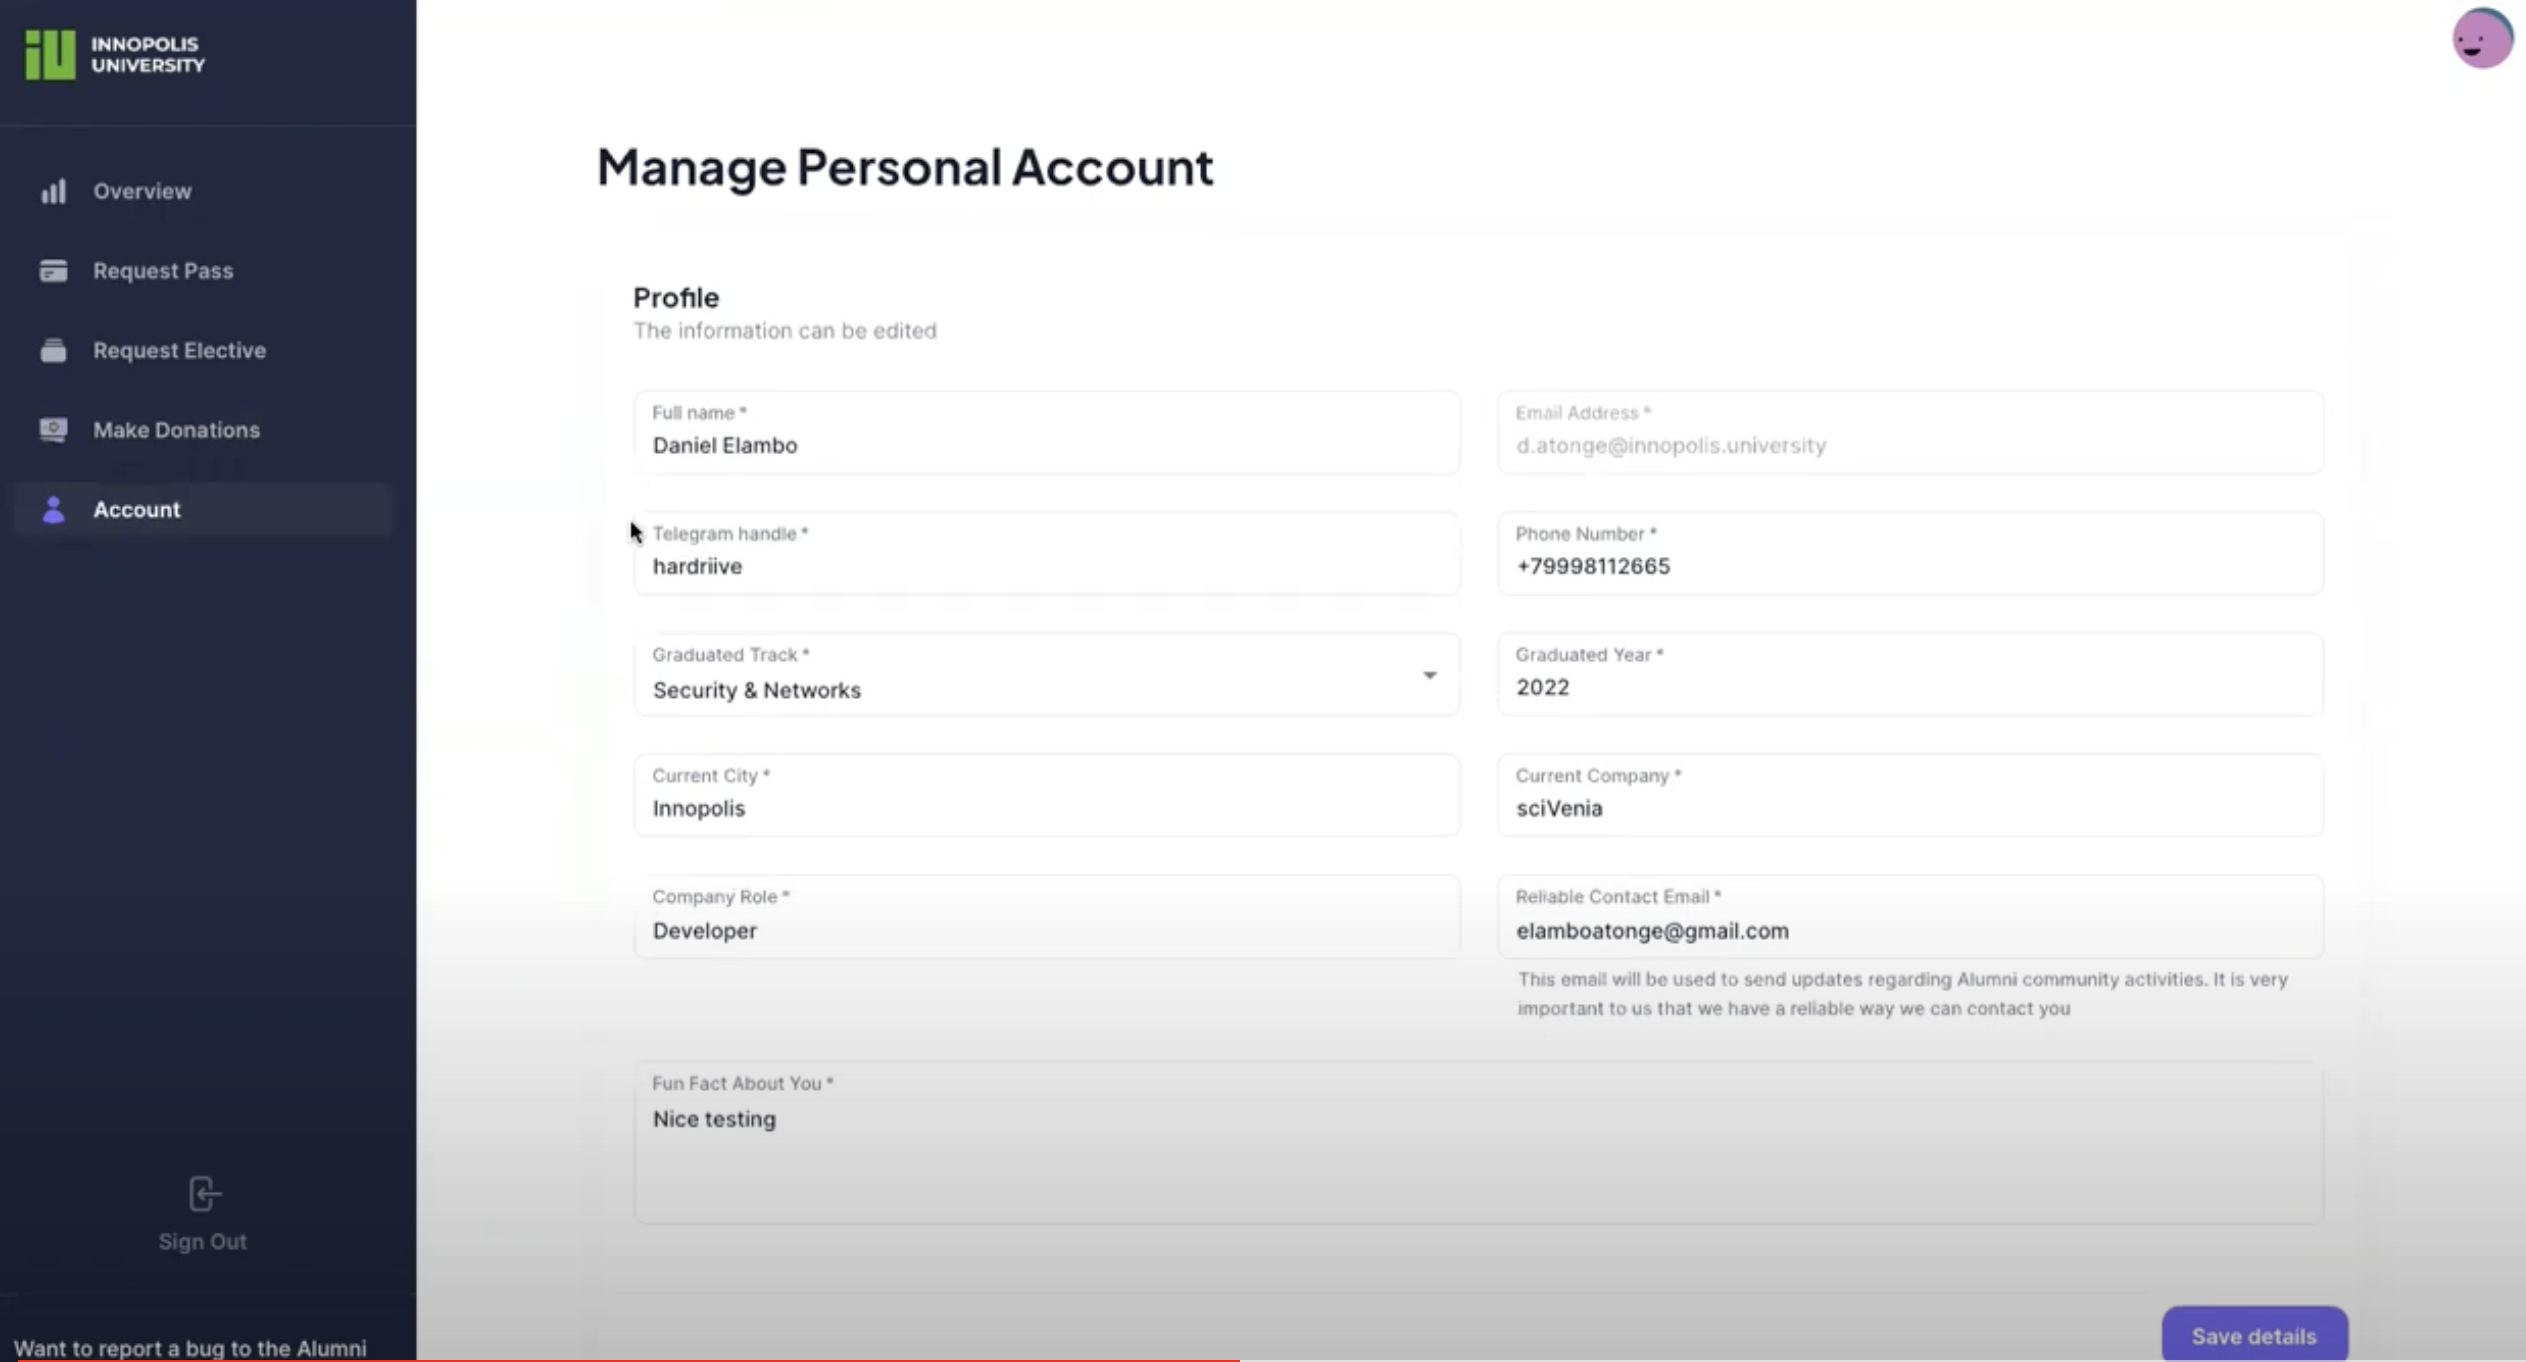 INNOPOLIS
UNIVERSITY
Overview
Request Pass
Request Elective
Make Donations
Account
Sign Out
Want to report a bug to the Alumni
Manage Personal Account
Profile
The information can be edited
Full name *
Daniel Elambo
Email Address *
d.atonge@innopolis.university
Telegram handle *
hardriive
Phone Number *
+79998112665
Graduated Track *
Security & Networks
Graduated Year *
2022
Current City *
Innopolis
Current Company *
sciVenia
Company Role *
Developer
Reliable Contact Email *
elamboatonge@gmail.com
This email will be used to send updates regarding Alumni community activities. It is very
important to us that we have a reliable way we can contact you
Fun Fact About You *
Nice testing
Save details